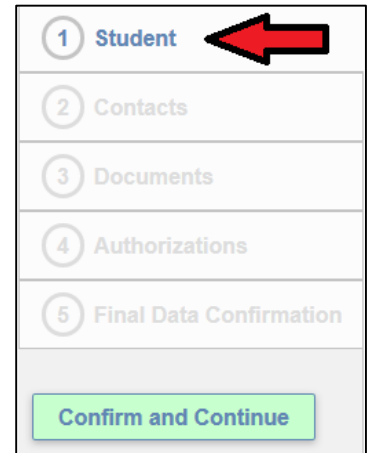 1 Student
2 Contacts
3 Documents
4 Authorizations
5 Final Data Confirmation
Confirm and Continue